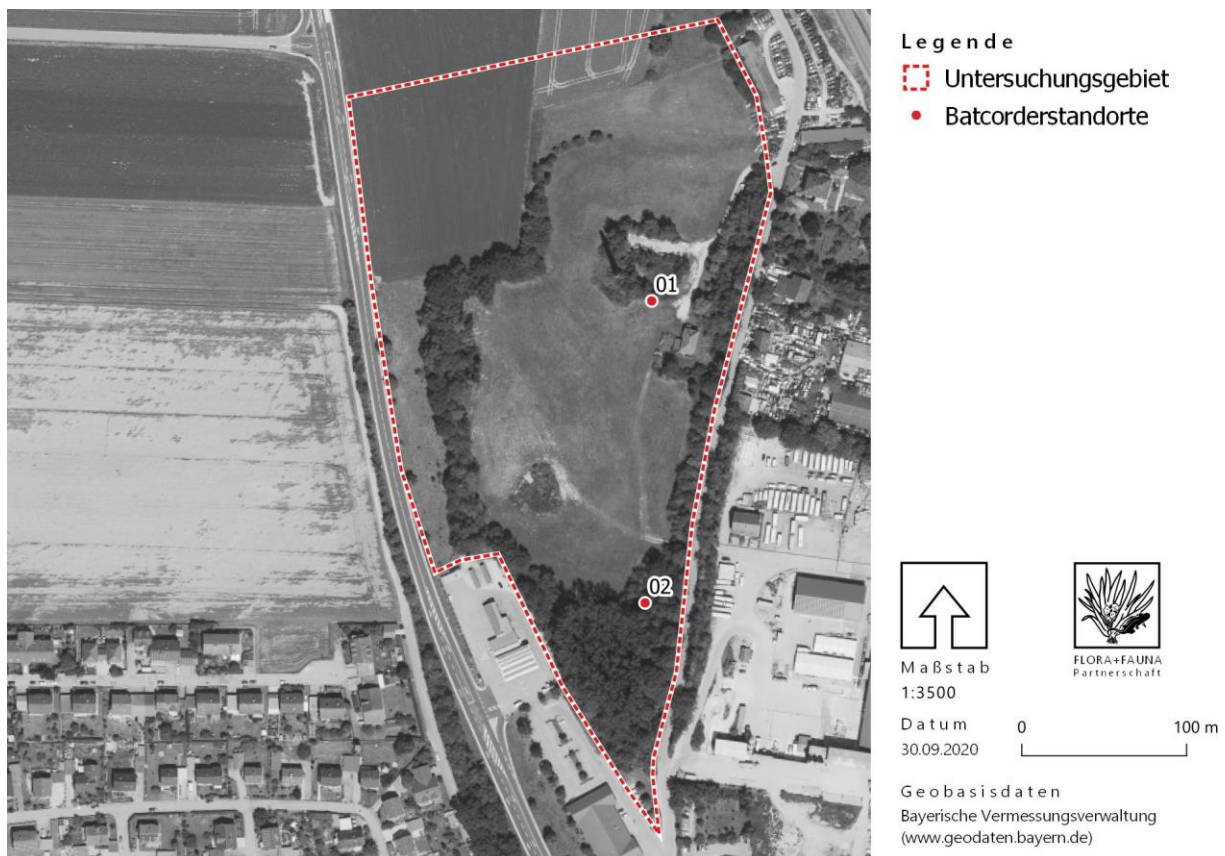 Legende
Untersuchungsgebiet
Batcorderstandorte
01
02
Maßstab
1:3500
FLORA+FAUNA
Partnerschaft
Datum
30.09.2020
0 100 m
Geobasisdaten
Bayerische Vermessungsverwaltung
(www.geodaten.bayern.de)